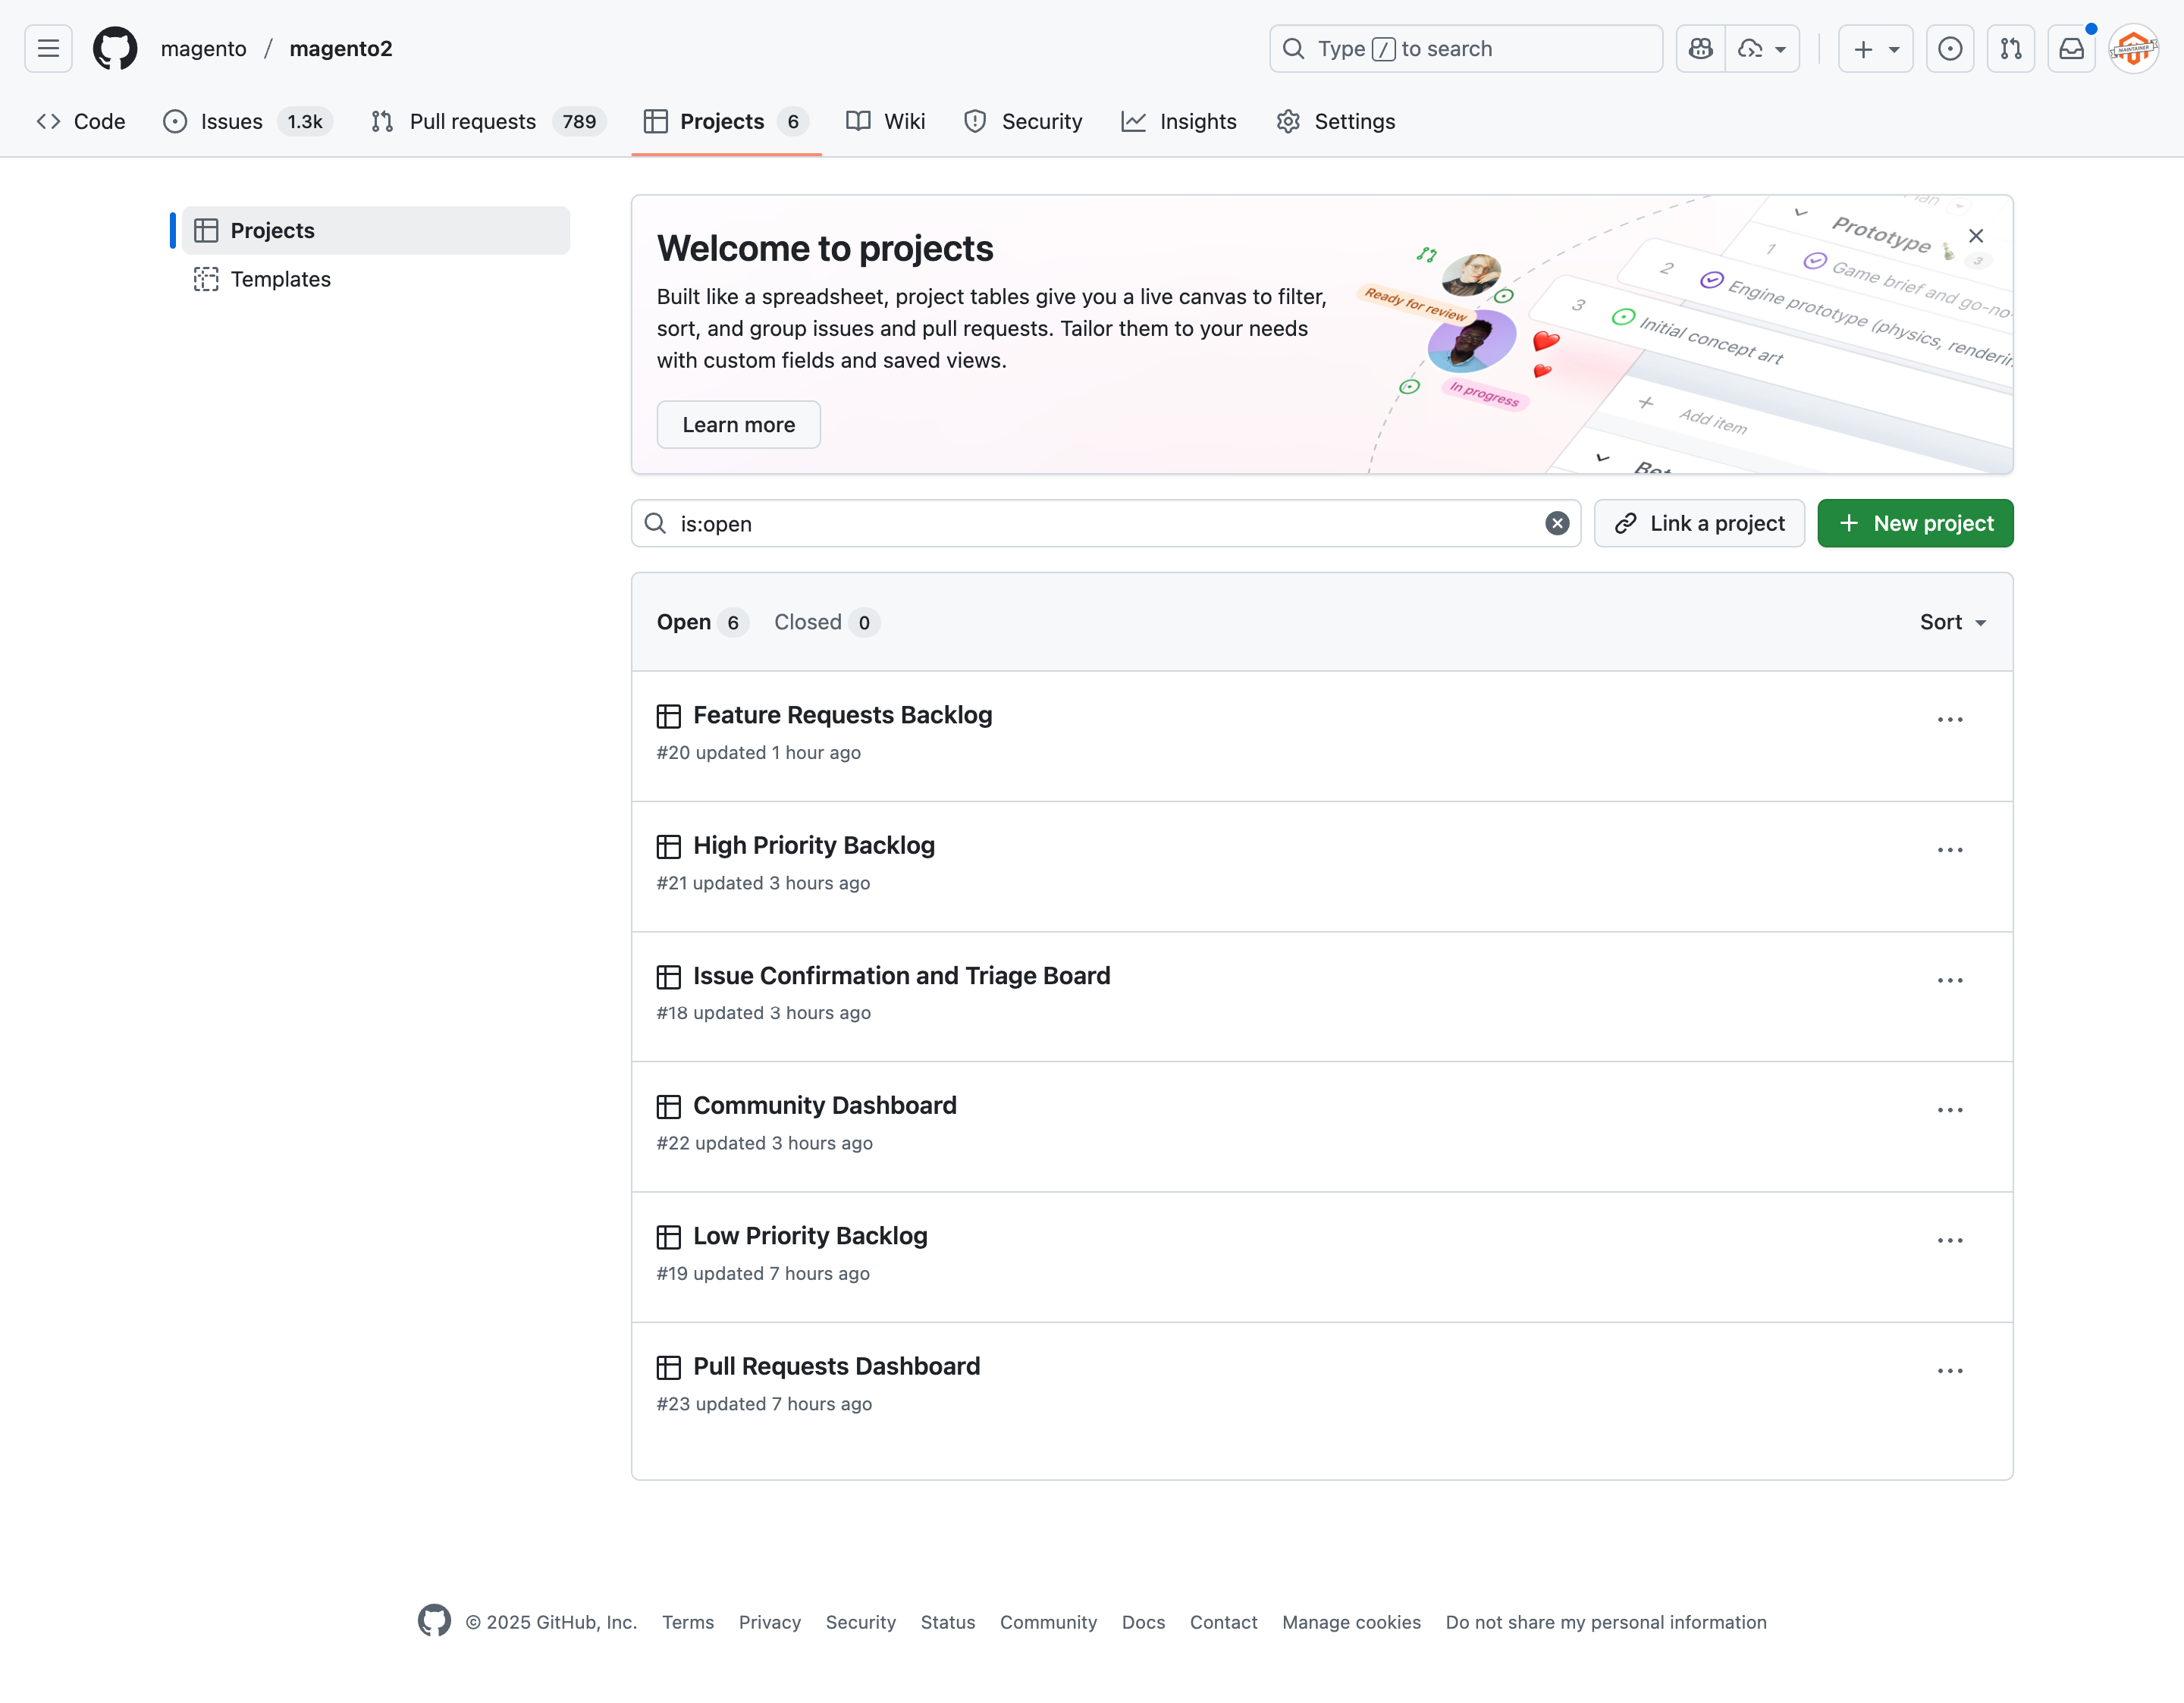 magento / magento2
Type / to search
Code
Issues 1.3k
Pull requests 789
Projects 6
Wiki
Security
Insights
Settings
Projects
Templates
Welcome to projects
Built like a spreadsheet, project tables give you a live canvas to filter,
sort, and group issues and pull requests. Tailor them to your needs
with custom fields and saved views.
Learn more
Ready for review
In progress
Prototype
3
1 Game brief and go-no-
2 Engine prototype (physics, renderin
3 Initial concept art
Add item
is:open
Link a project
New project
Open 6
Closed 0
Sort
Feature Requests Backlog
#20 updated 1 hour ago
High Priority Backlog
#21 updated 3 hours ago
Issue Confirmation and Triage Board
#18 updated 3 hours ago
Community Dashboard
#22 updated 3 hours ago
Low Priority Backlog
#19 updated 7 hours ago
Pull Requests Dashboard
#23 updated 7 hours ago
© 2025 GitHub, Inc.
Terms
Privacy
Security
Status
Community
Docs
Contact
Manage cookies
Do not share my personal information